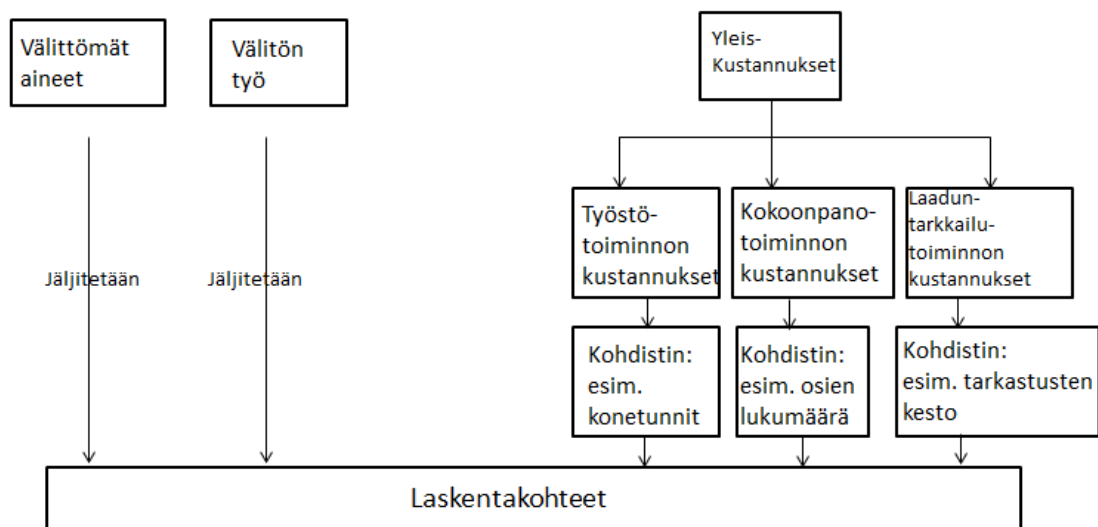 Välittömät
aineet
Välitön
työ
Yleis-
Kustannukset
Jäljitetään
Jäljitetään
Työstö-
toiminnon
kustannukset
Kokoonpano-
toiminnon
kustannukset
Laadun-
tarkkailu-
toiminnon
kustannukset
Kohdistin:
esim.
konetunnit
Kohdistin:
esim. osien
lukumäärä
Kohdistin:
esim. tarkastusten
kesto
Laskentakohteet